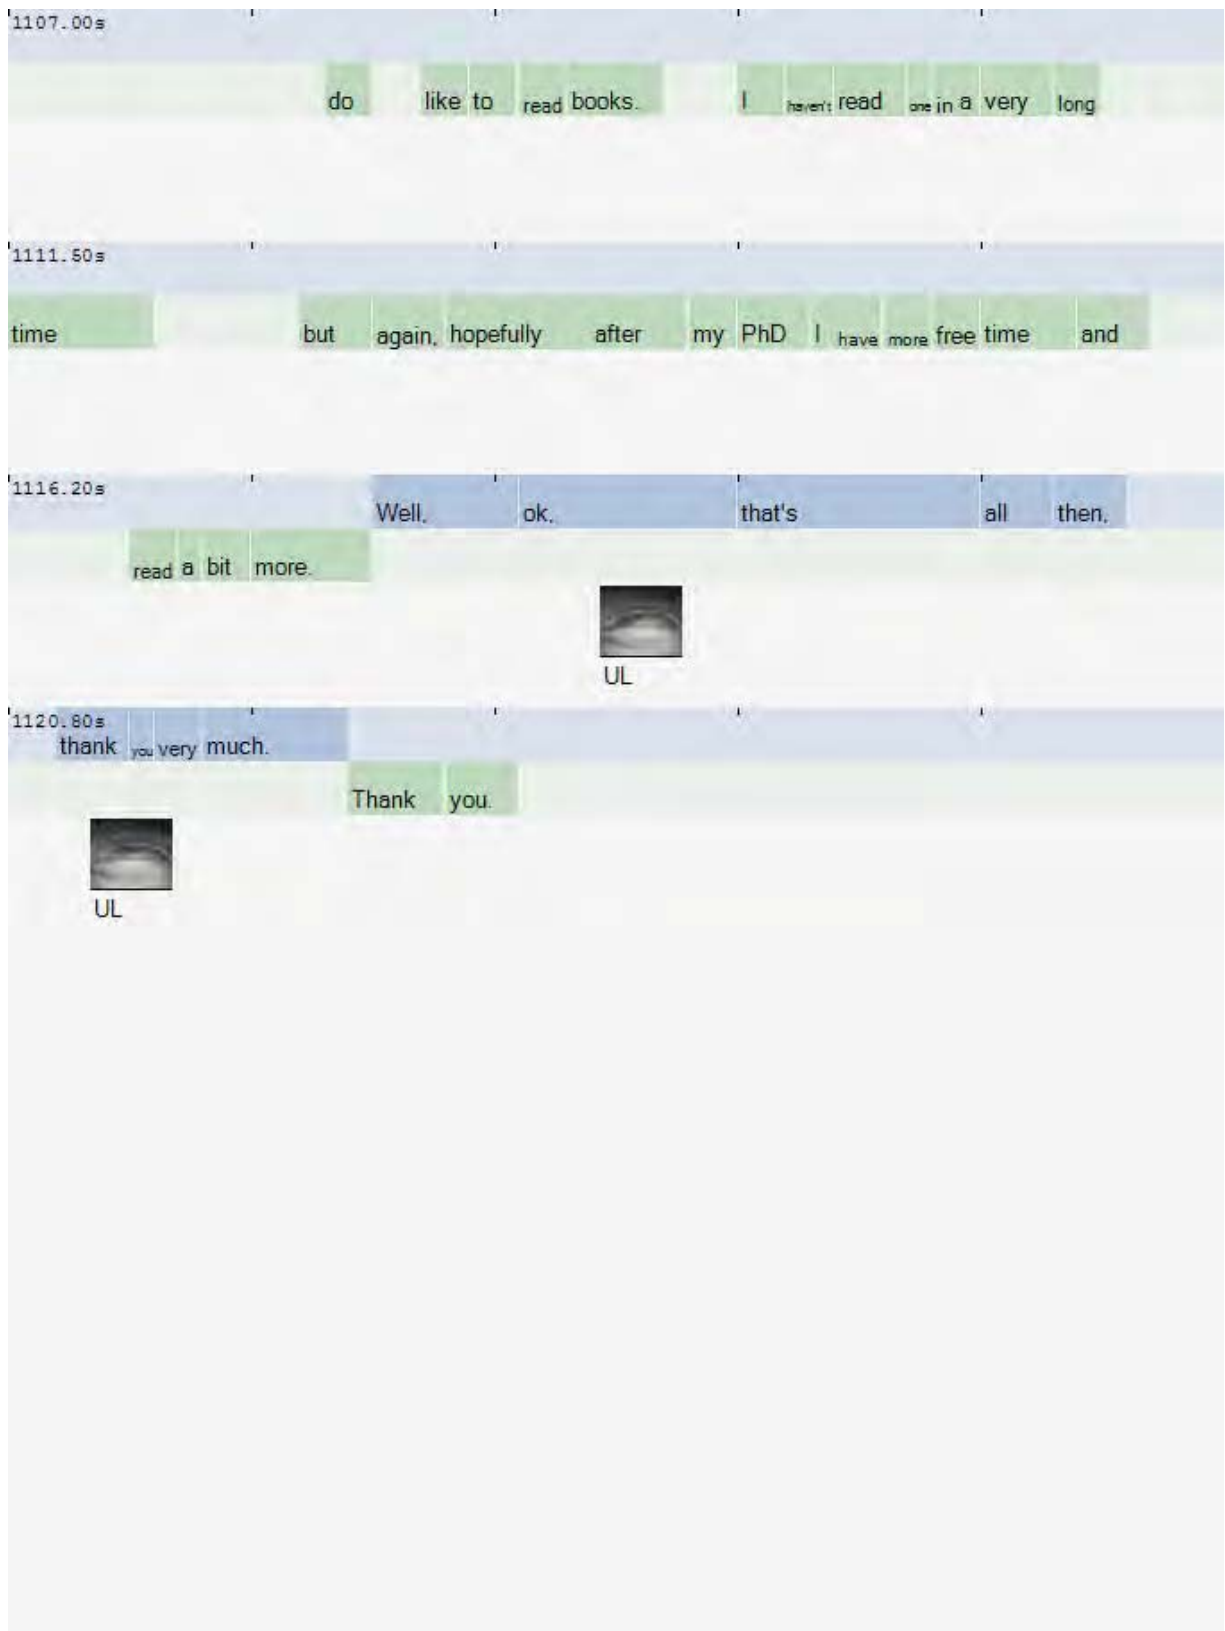 1107.00s
do like to read books. I haven't read one in a very long
1111.50s
time but again, hopefully after my PhD I have more free time and
1116.20s
Well, ok, that's all then,
read a bit more.
UL
1120.80s
thank you very much.
Thank you.
UL